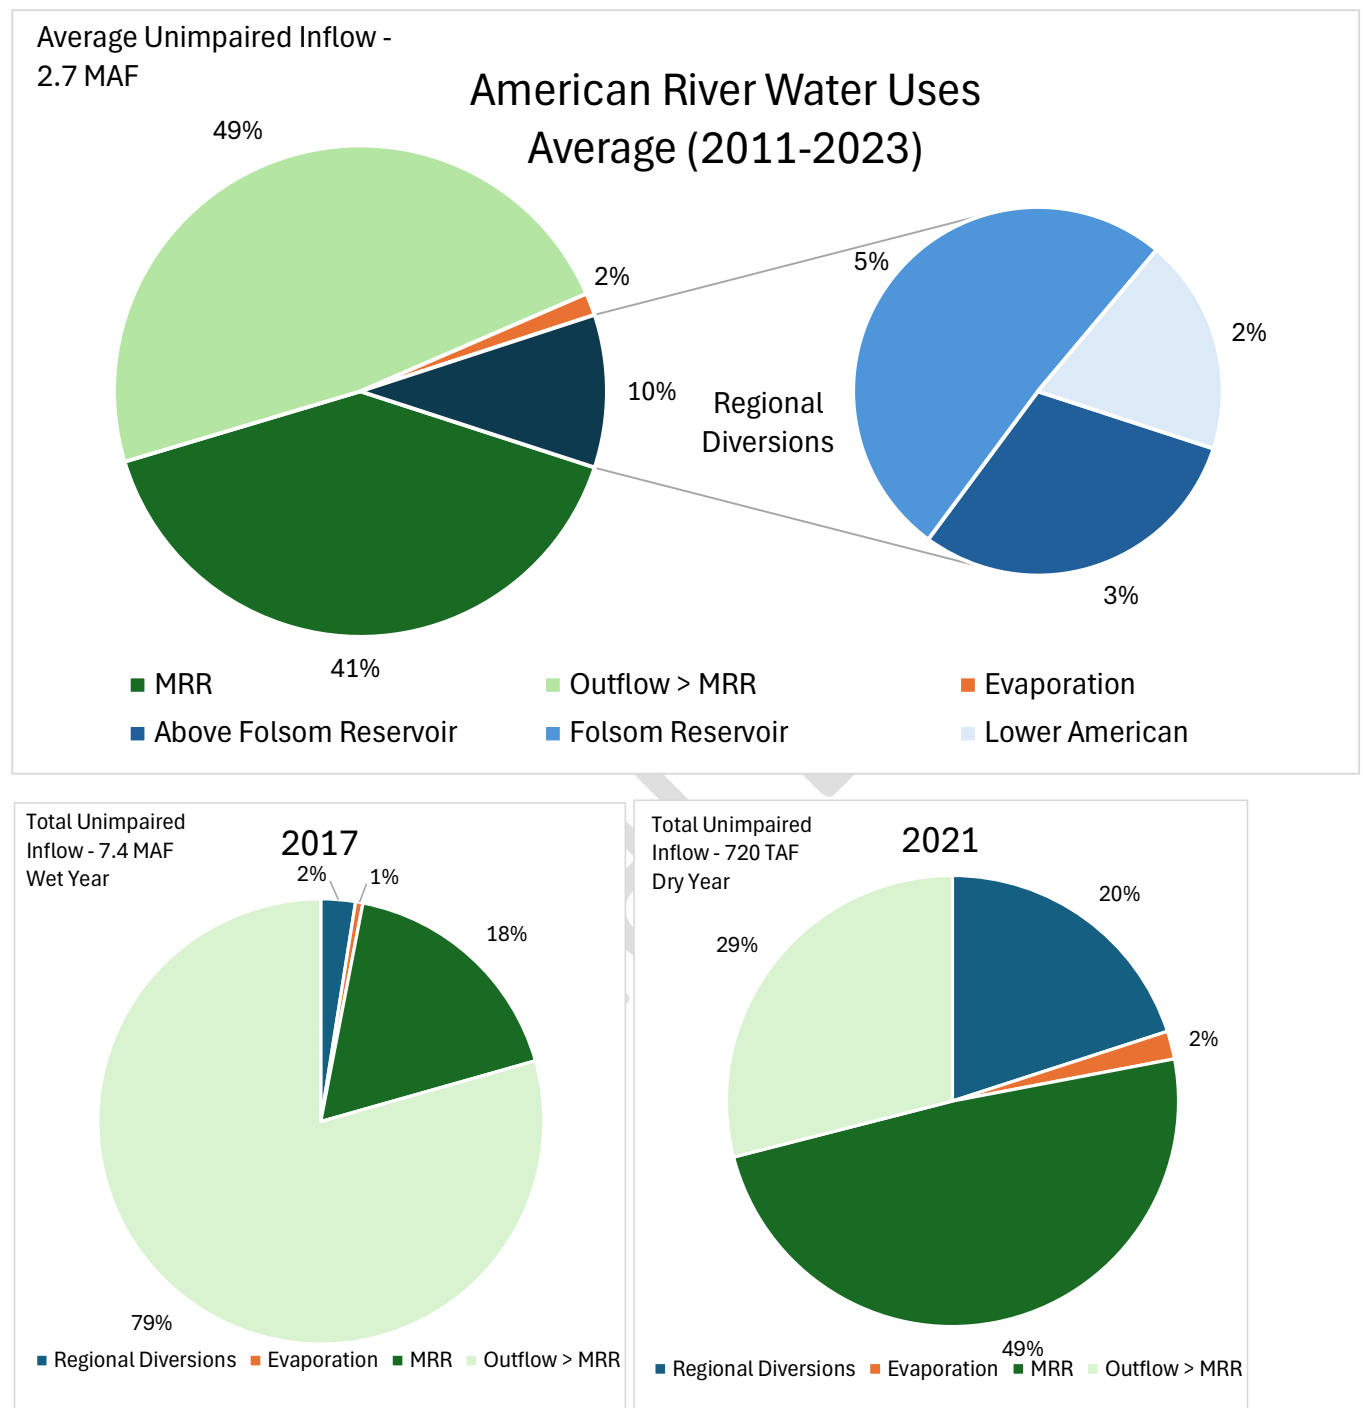 Average Unimpaired Inflow -
2.7 MAF
American River Water Uses
Average (2011-2023)
49%
2%
10%
41%
Regional
Diversions
5%
2%
3%
MRR
Outflow > MRR
Evaporation
Above Folsom Reservoir
Folsom Reservoir
Lower American
Total Unimpaired
Inflow - 7.4 MAF
Wet Year
2017
2%
1%
18%
79%
Regional Diversions
Evaporation
MRR
Outflow > MRR
Total Unimpaired
Inflow - 720 TAF
Dry Year
2021
20%
2%
29%
49%
Regional Diversions
Evaporation
MRR
Outflow > MRR